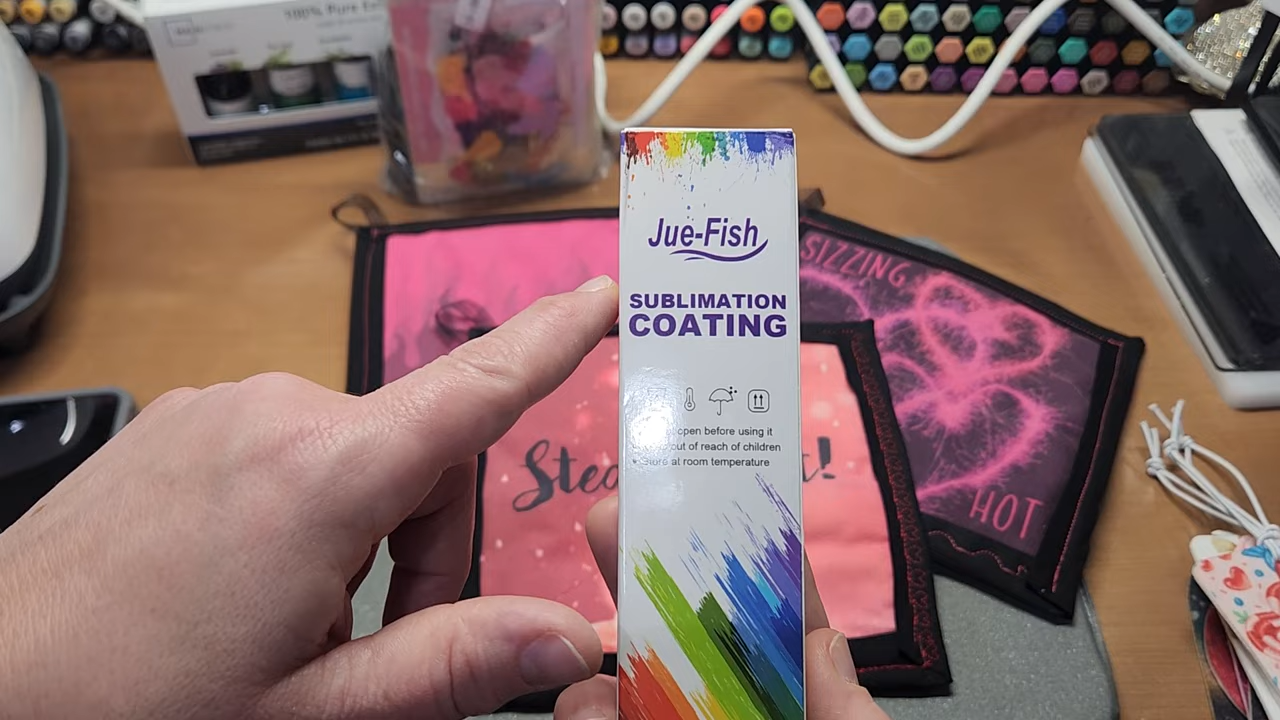 100% Pure
Jue-Fish
SUBLIMATION
COATING
open before using it
out of reach of children
Store at room temperature
SIZZING
HOT